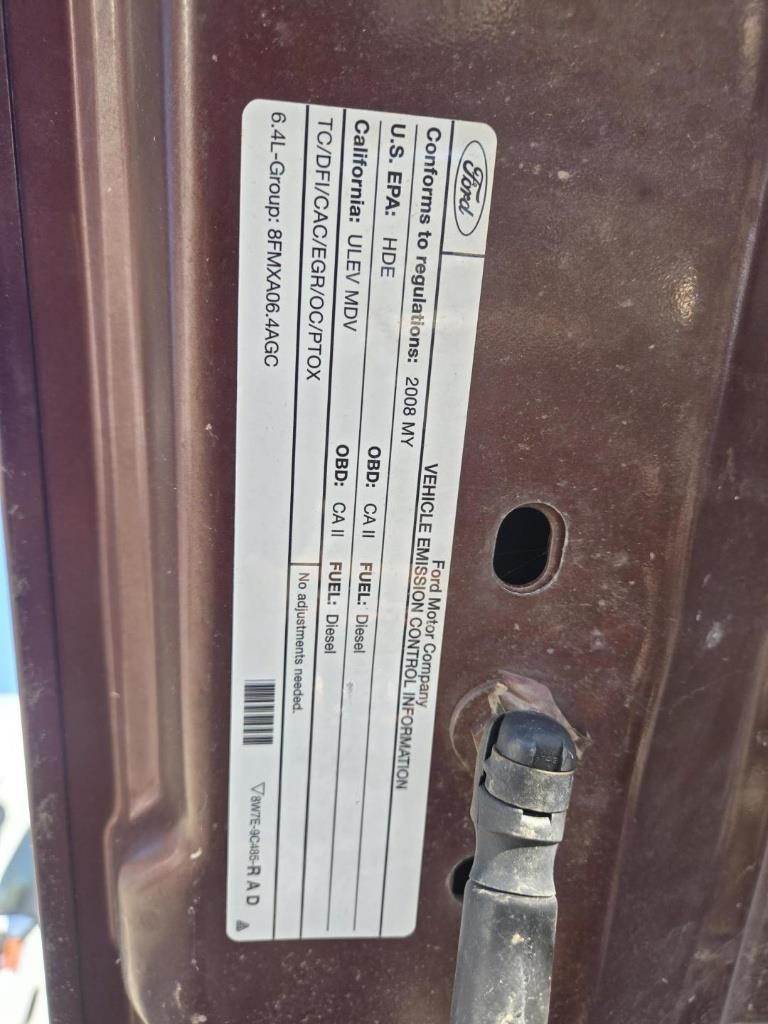 Ford
Ford Motor Company
VEHICLE EMISSION CONTROL INFORMATION
Conforms to regulations: 2008 MY
U.S. EPA: HDE OBD: CA II FUEL: Diesel
California: ULEV MDV OBD: CA II FUEL: Diesel
TC/DFI/CAC/EGR/OC/PTOX
No adjustments needed.
6.4L-Group: 8FMXA06.4AGC
8W7E-9C485-R A D